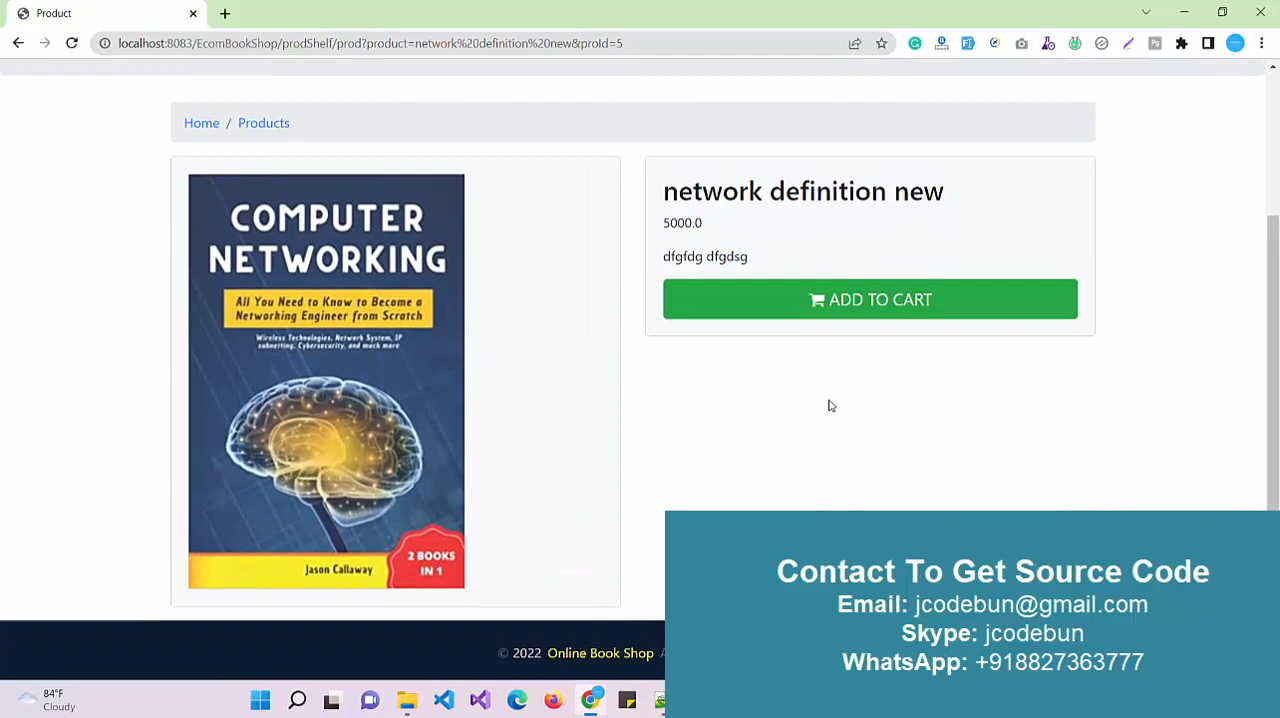 Product
localhost:8083/EcomBookShop/prodShelf/prod?product=network%20definition%20new&proId=5
Home / Products
COMPUTER
NETWORKING
All You Need to Know to Become a
Networking Engineer from Scratch
Wireless Technologies, Network System, IP
subnetting, Cybersecurity, and much more
2 BOOKS
IN 1
Jason Callaway
network definition new
5000.0
dfgfdg dfgdsg
ADD TO CART
© 2022 Online Book Shop
Contact To Get Source Code
Email: jcodebun@gmail.com
Skype: jcodebun
WhatsApp: +918827363777
84°F
Cloudy